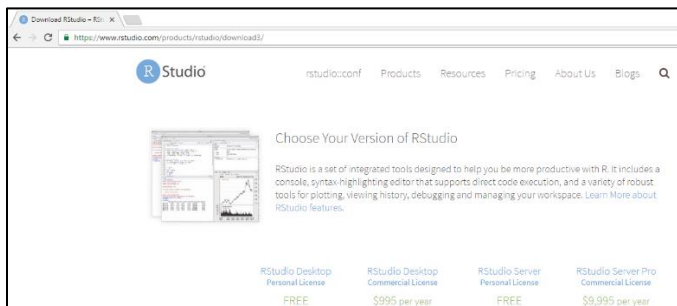 Download RStudio – RSt
https://www.rstudio.com/products/rstudio/download3/
R Studio
rstudio::conf Products Resources Pricing About Us Blogs
Choose Your Version of RStudio
RStudio is a set of integrated tools designed to help you be more productive with R. It includes a
console, syntax-highlighting editor that supports direct code execution, and a variety of robust
tools for plotting, viewing history, debugging and managing your workspace. Learn More about
RStudio features.
RStudio Desktop RStudio Desktop RStudio Server RStudio Server Pro
Personal License Commercial License Personal License Commercial License
FREE $995 per year FREE $9,995 per year